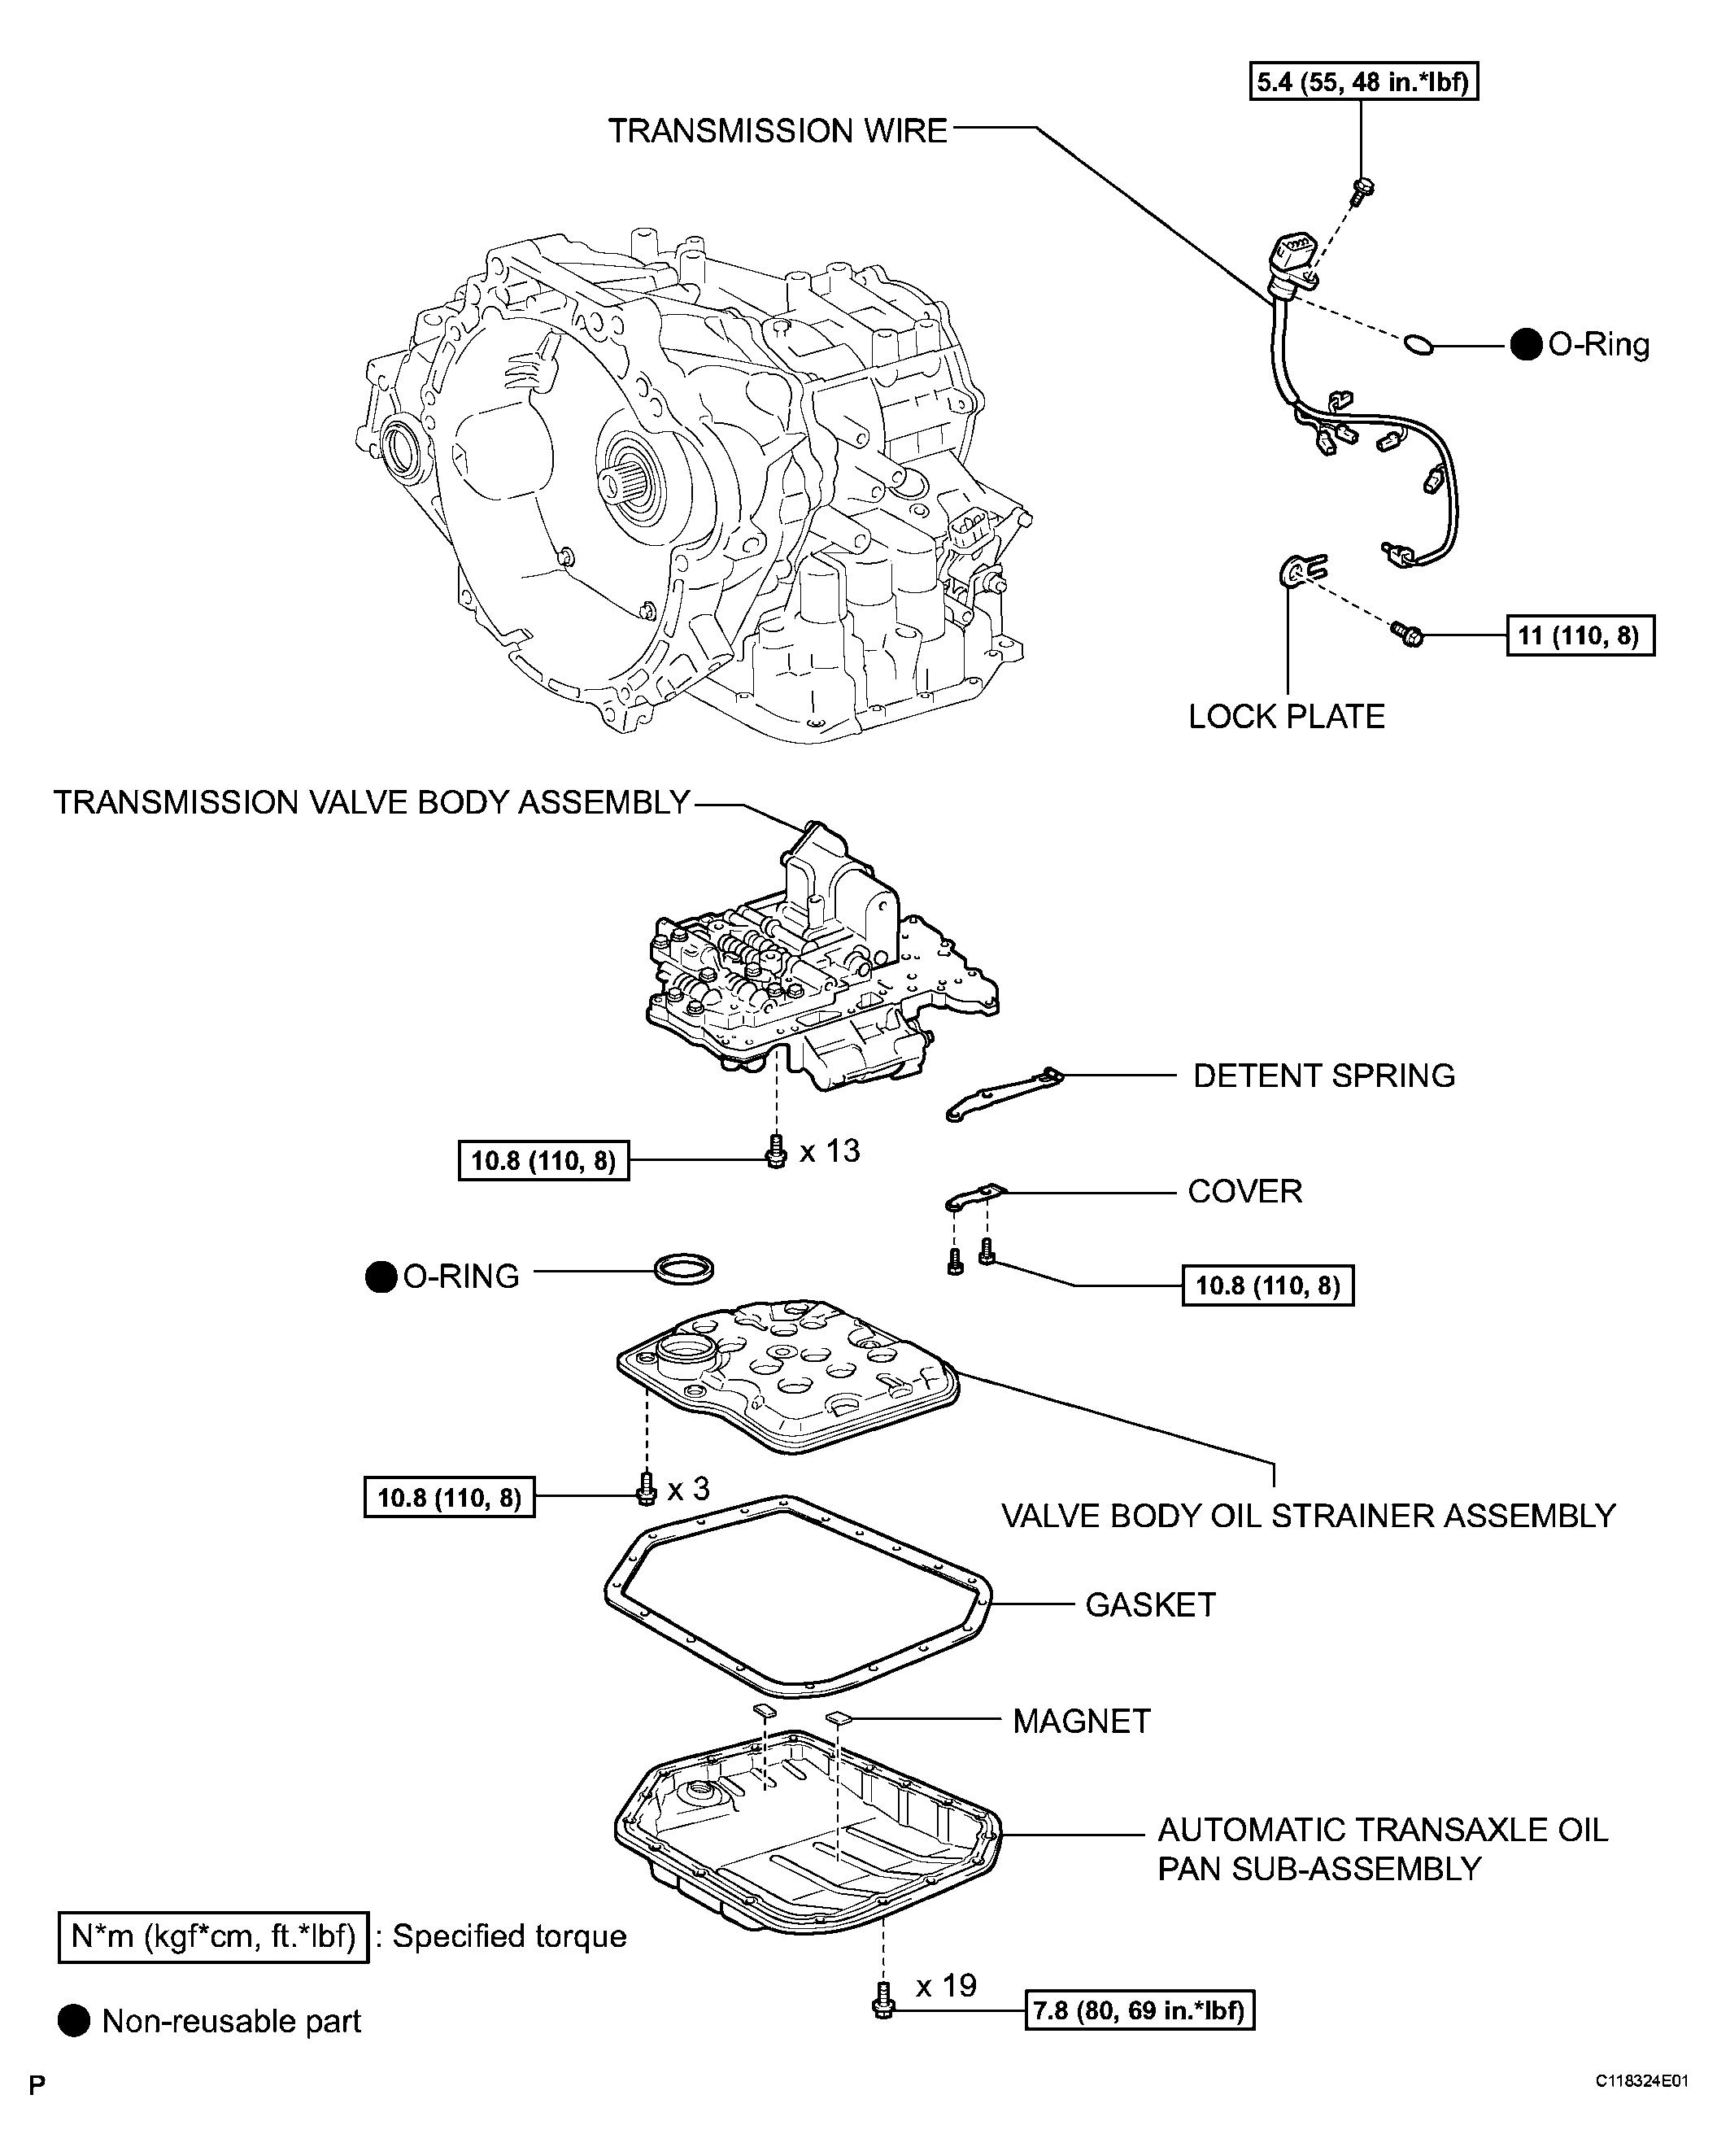 5.4 (55, 48 in.*lbf)
TRANSMISSION WIRE
O-Ring
11 (110, 8)
LOCK PLATE
TRANSMISSION VALVE BODY ASSEMBLY
DETENT SPRING
x 13
10.8 (110, 8)
COVER
O-RING
10.8 (110, 8)
x 3
10.8 (110, 8)
VALVE BODY OIL STRAINER ASSEMBLY
GASKET
MAGNET
AUTOMATIC TRANSAXLE OIL
PAN SUB-ASSEMBLY
N*m (kgf*cm, ft.*lbf) : Specified torque
x 19
7.8 (80, 69 in.*lbf)
Non-reusable part
P
C118324E01